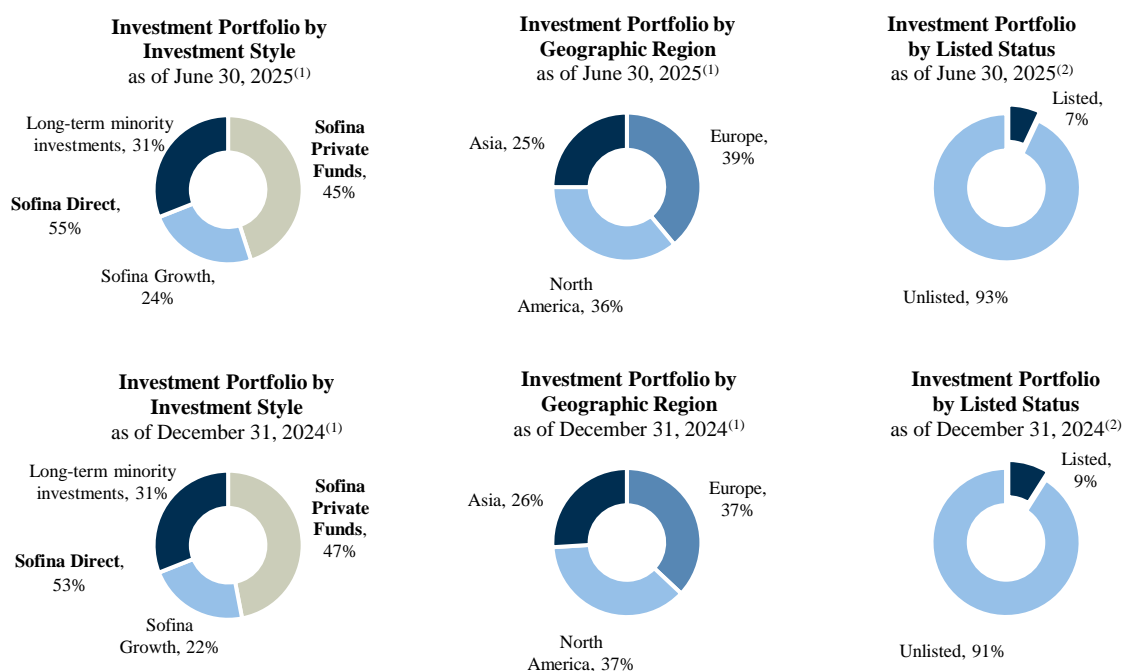 Investment Portfolio by
Investment Style
as of June 30, 2025(1)
Long-term minority
investments, 31%
Sofina
Private
Funds,
45%
Sofina Direct,
55%
Sofina Growth,
24%
Investment Portfolio by
Geographic Region
as of June 30, 2025(1)
Asia, 25%
Europe,
39%
North
America, 36%
Investment Portfolio
by Listed Status
as of June 30, 2025(2)
Listed,
7%
Unlisted, 93%
Investment Portfolio by
Investment Style
as of December 31, 2024(1)
Long-term minority
investments, 31%
Sofina
Private
Funds,
47%
Sofina Direct,
53%
Sofina
Growth, 22%
Investment Portfolio by
Geographic Region
as of December 31, 2024(1)
Asia, 26%
Europe,
37%
North
America, 37%
Investment Portfolio
by Listed Status
as of December 31, 2024(2)
Listed,
9%
Unlisted, 91%